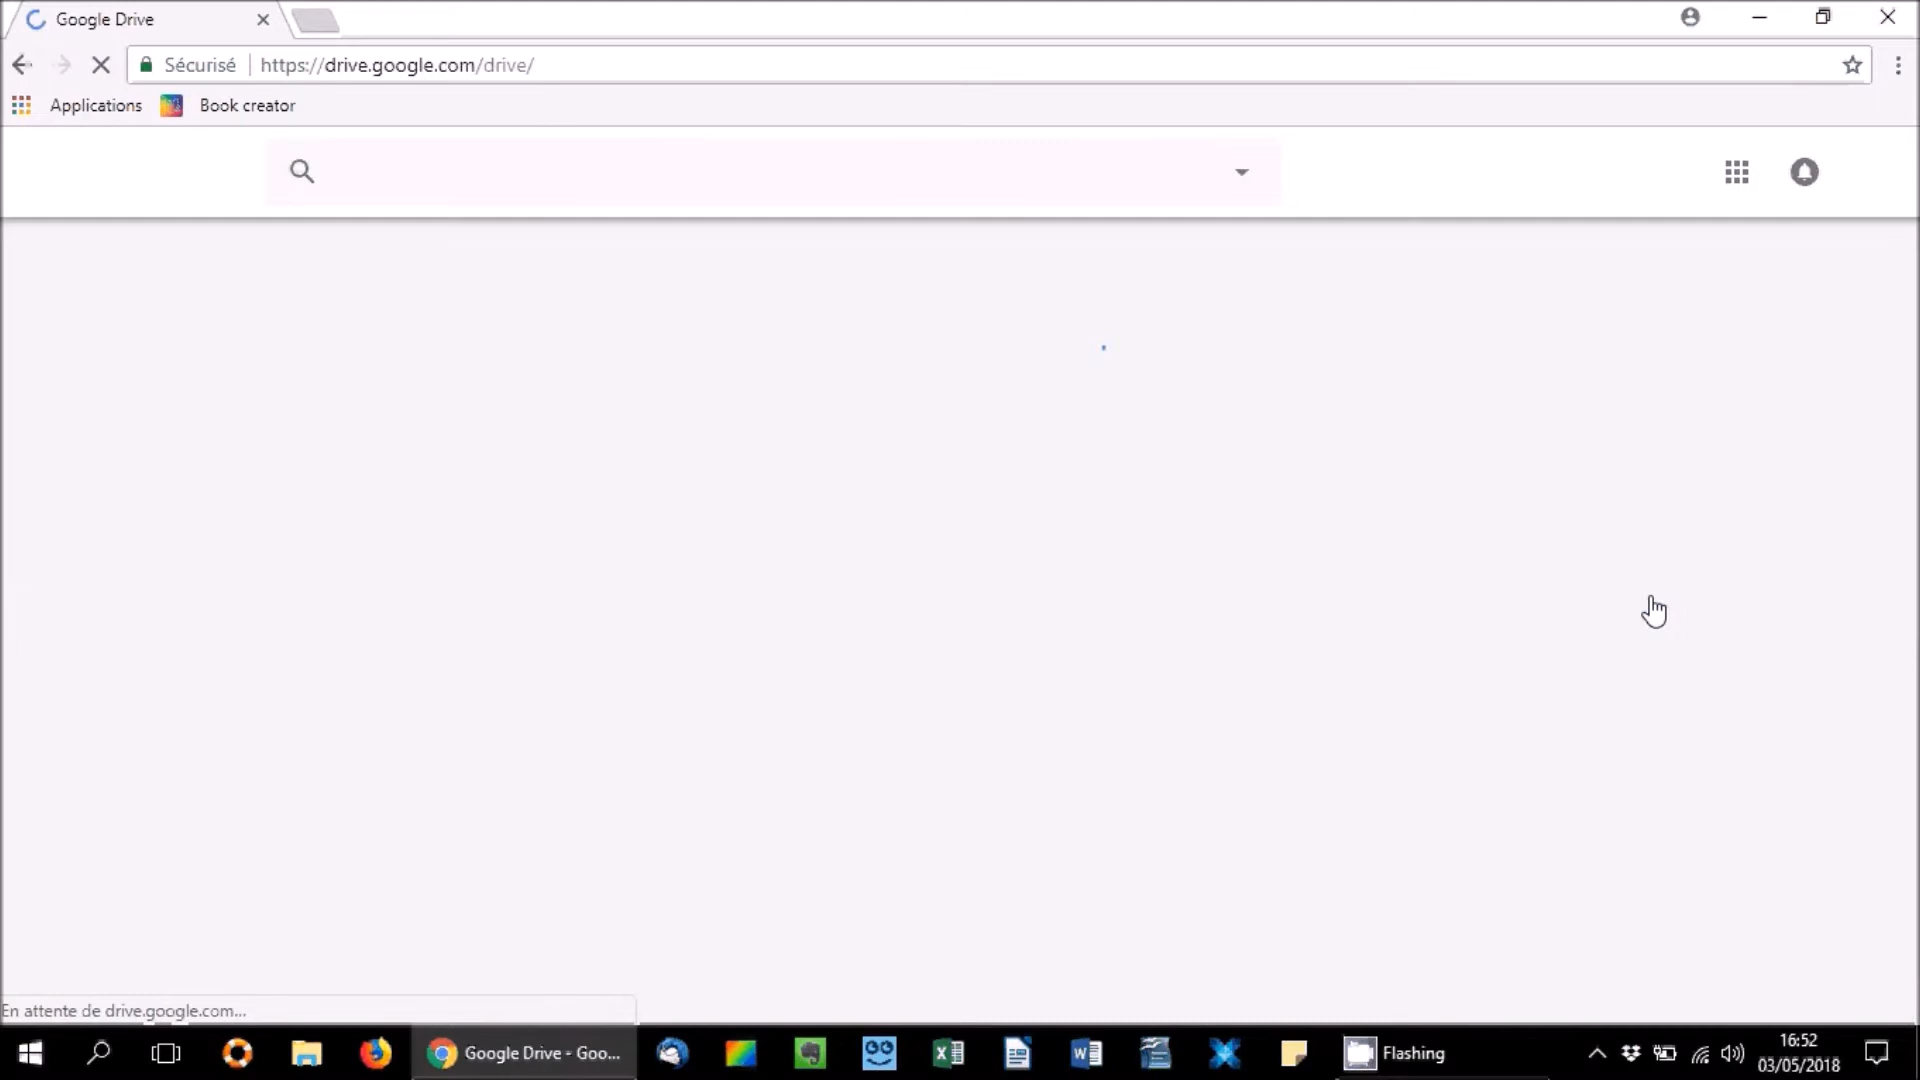 Google Drive
Sécurisé https://drive.google.com/drive/
Applications Book creator
En attente de drive.google.com...
Google Drive - Goo... Flashing 16:52
03/05/2018